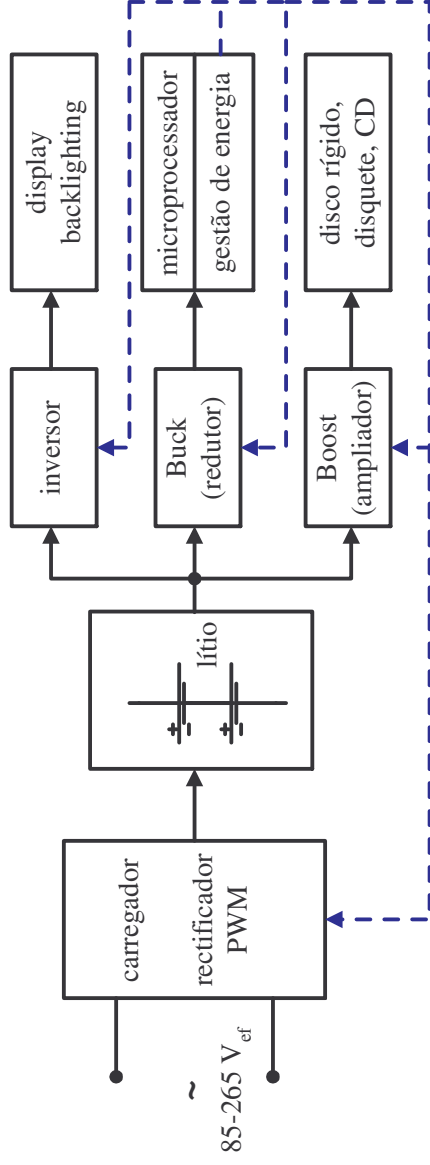 ~
85-265 V_ef
carregador
rectificador
PWM
+
−
+
−
lítio
inversor
display
backlighting
Buck
(redutor)
microprocessador
gestão de energia
Boost
(ampliador)
disco rígido,
disquete, CD